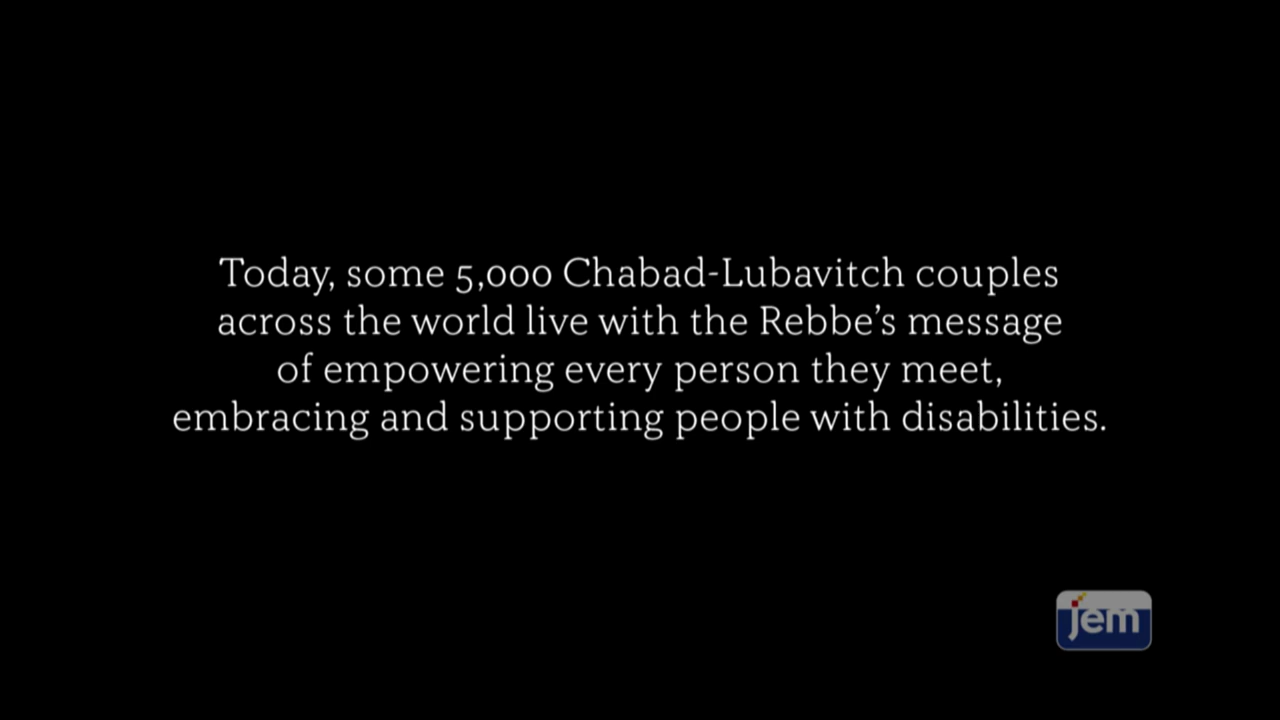 Today, some 5,000 Chabad-Lubavitch couples
across the world live with the Rebbe’s message
of empowering every person they meet,
embracing and supporting people with disabilities.
jem